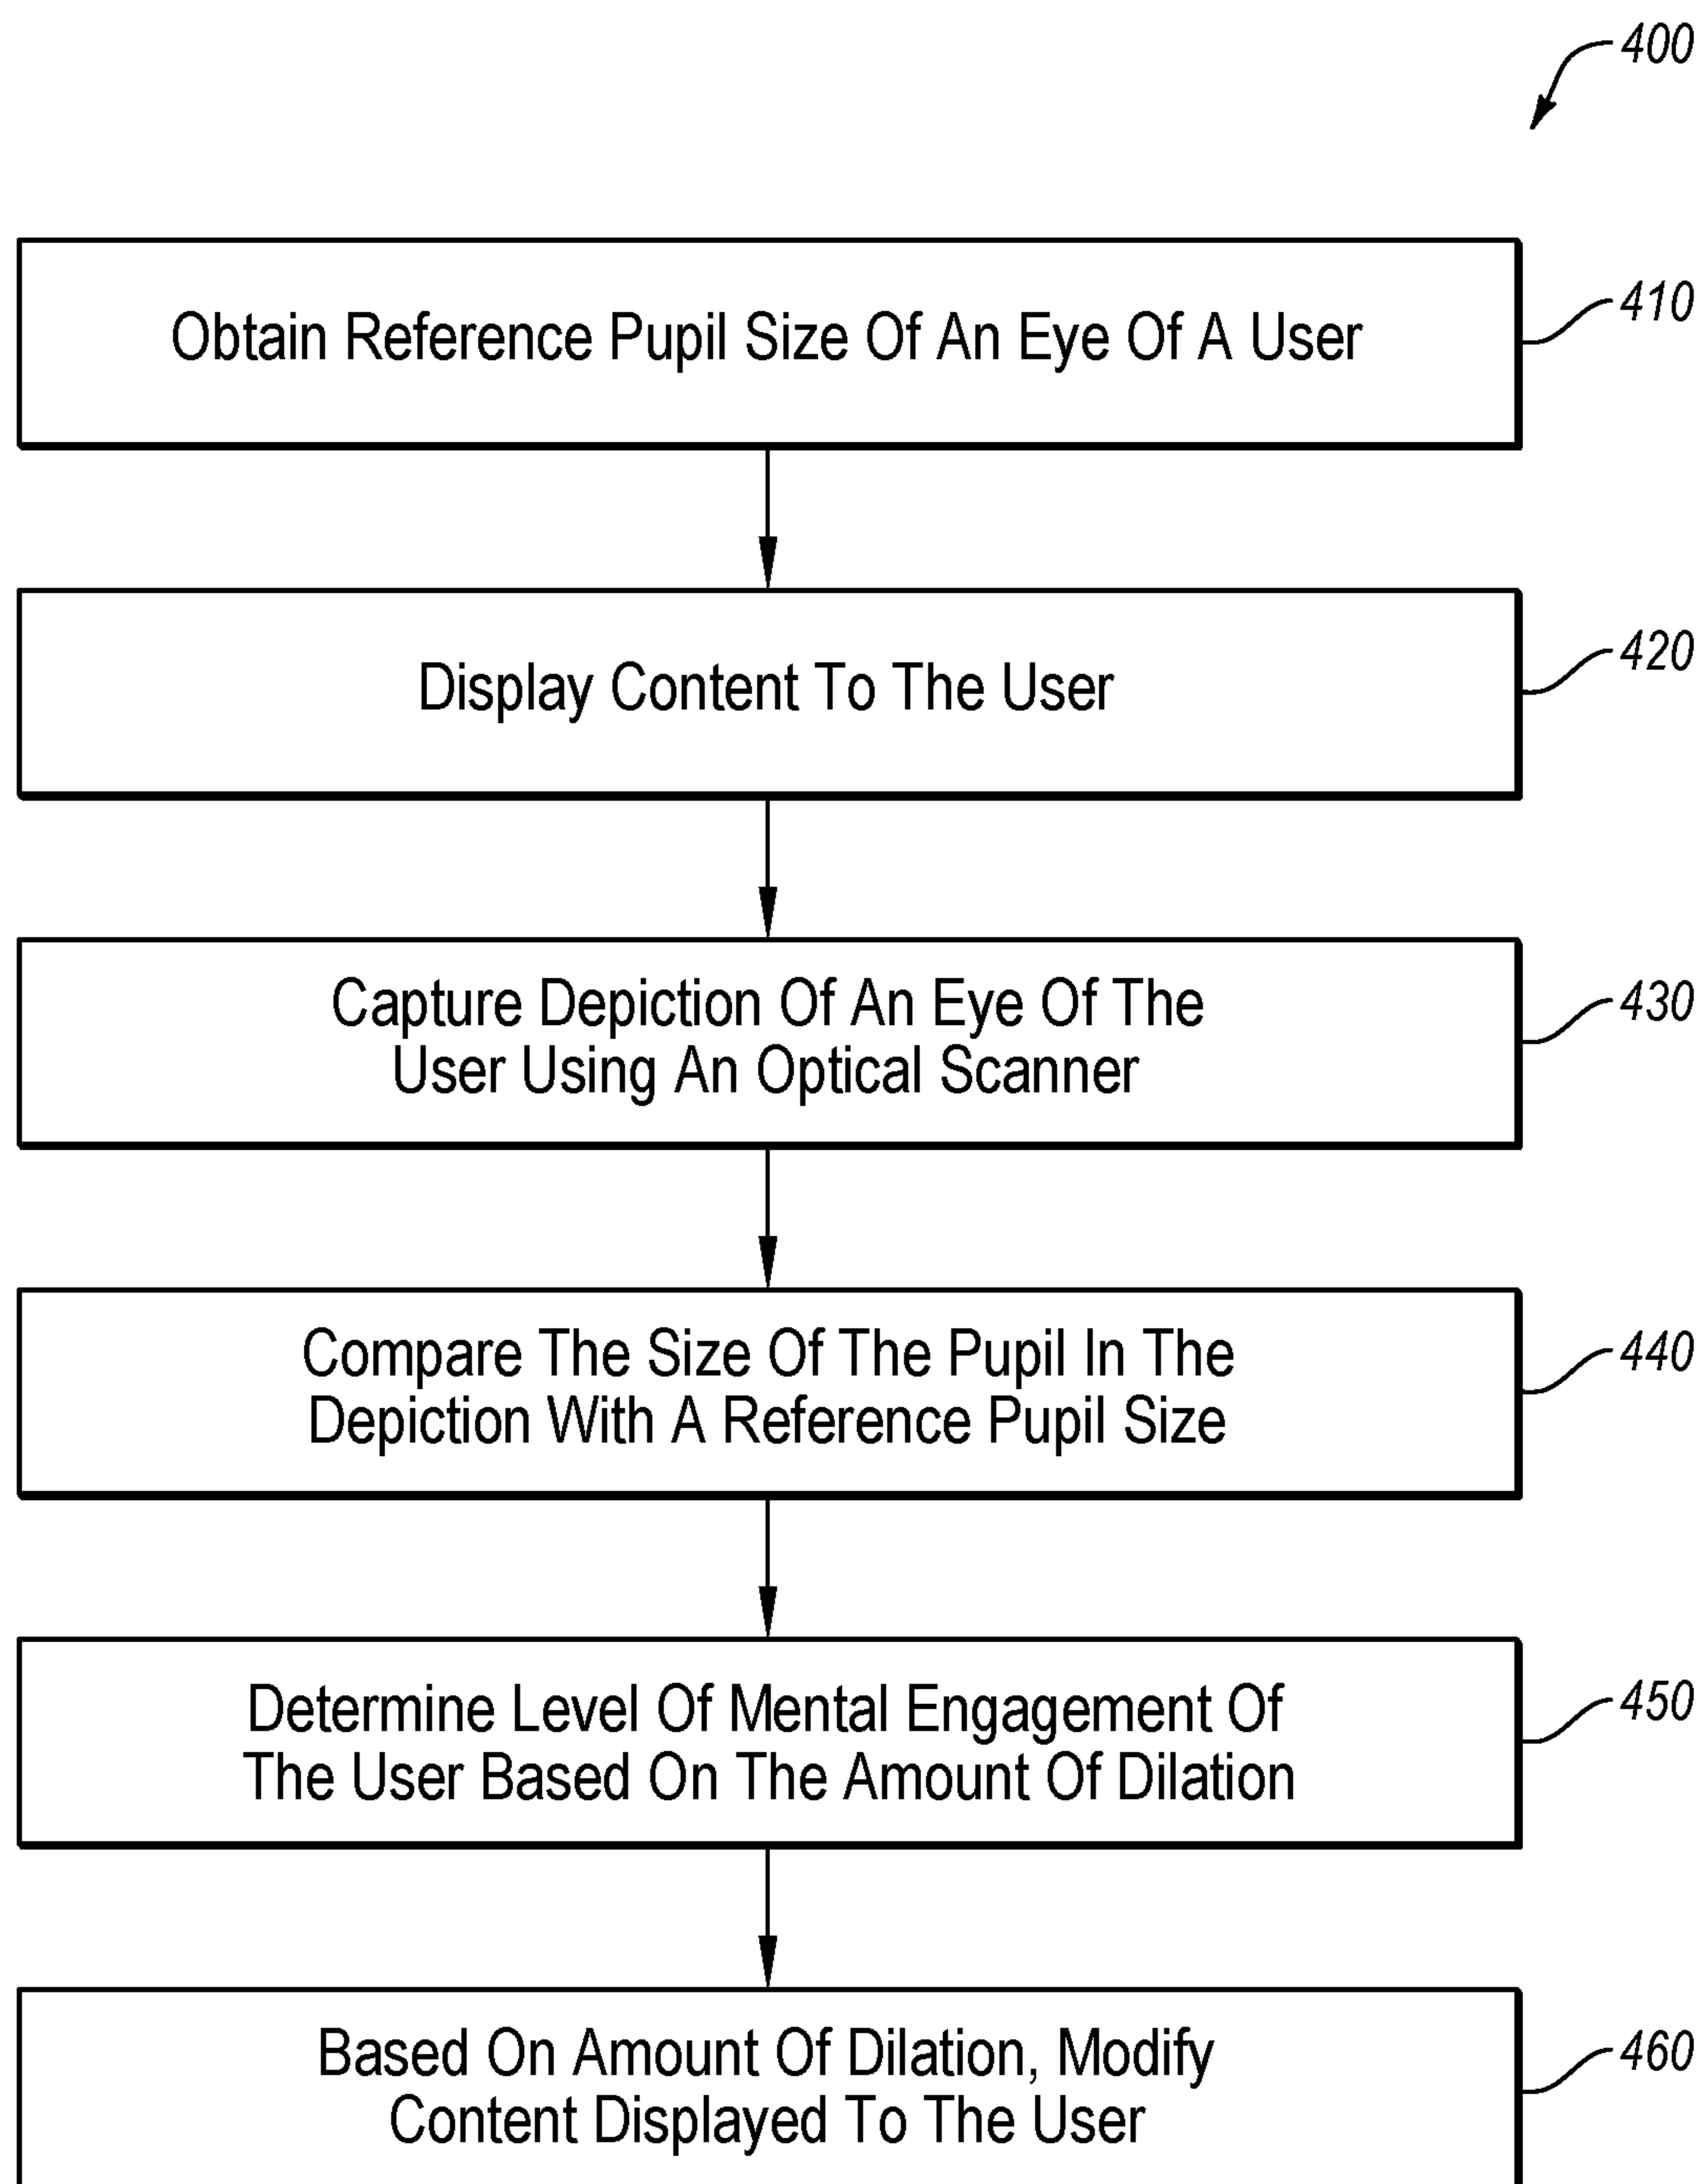 400
Obtain Reference Pupil Size Of An Eye Of A User
410
Display Content To The User
420
Capture Depiction Of An Eye Of The
User Using An Optical Scanner
430
Compare The Size Of The Pupil In The
Depiction With A Reference Pupil Size
440
Determine Level Of Mental Engagement Of
The User Based On The Amount Of Dilation
450
Based On Amount Of Dilation, Modify
Content Displayed To The User
460